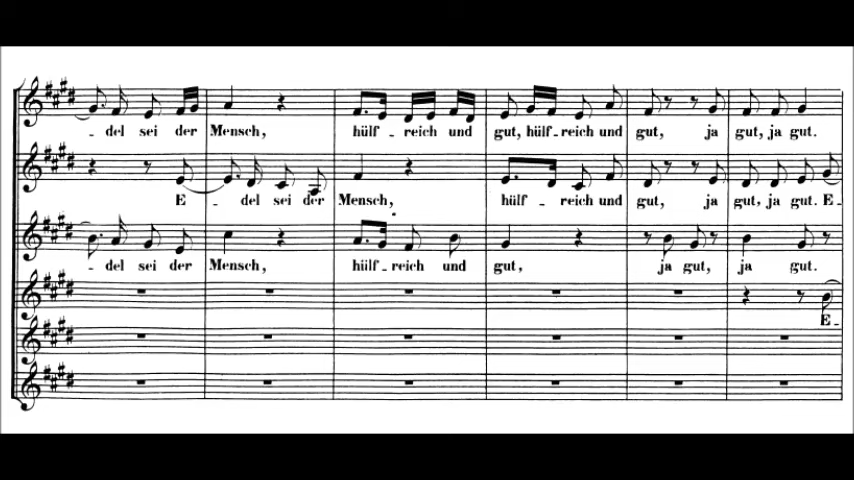 - del sei der Mensch, hülf - reich und gut, hülf - reich und gut, ja gut, ja gut.
E - del sei der Mensch, hülf - reich und gut, ja gut, ja gut. E -
- del sei der Mensch, hülf - reich und gut, ja gut, ja gut.
E -